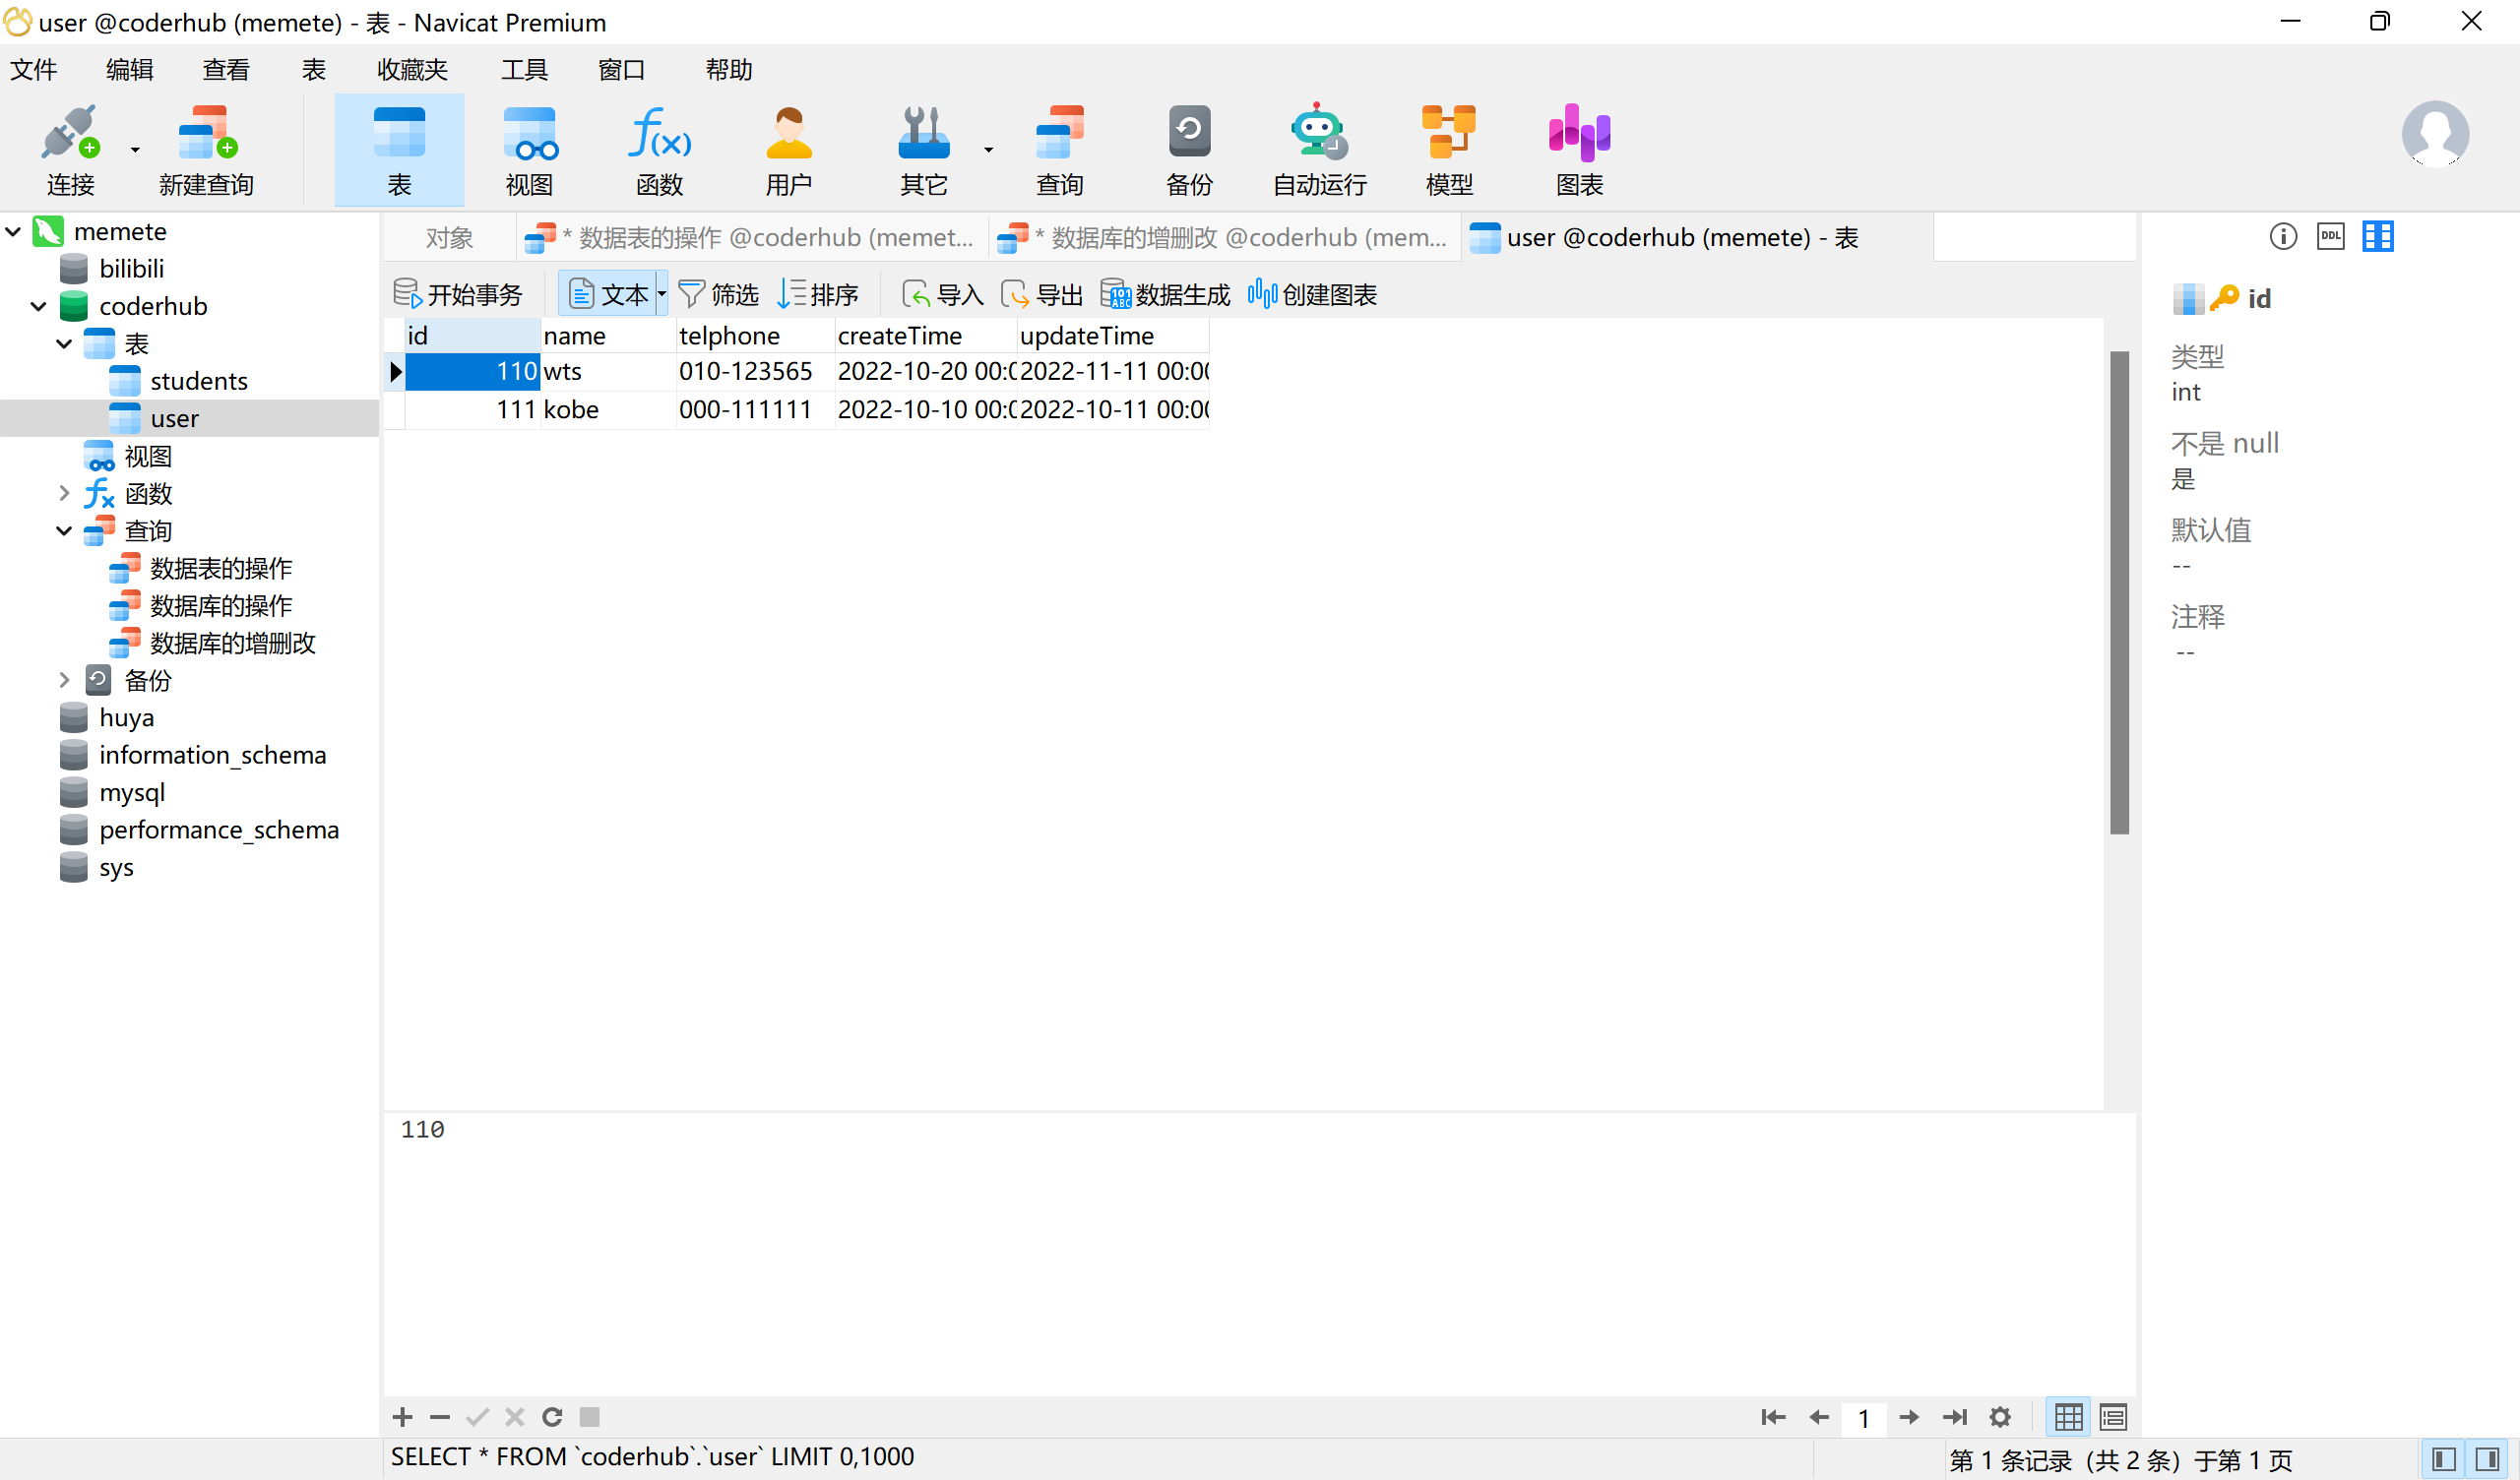 user @coderhub (memete) - 表 - Navicat Premium
文件 编辑 查看 表 收藏夹 工具 窗口 帮助
连接 新建查询 表 视图 函数 用户 其它 查询 备份 自动运行 模型 图表
memete
bilibili
coderhub
表
students
user
视图
函数
查询
数据表的操作
数据库的操作
数据库的增删改
备份
huya
information_schema
mysql
performance_schema
sys
对象 * 数据表的操作 @coderhub (memet... * 数据库的增删改 @coderhub (mem... user @coderhub (memete) - 表
开始事务 文本 筛选 排序 导入 导出 数据生成 创建图表
id name telphone createTime updateTime
110 wts 010-123565 2022-10-20 00:0 2022-11-11 00:00
111 kobe 000-111111 2022-10-10 00:0 2022-10-11 00:00
110
DDL
id
类型
int
不是 null
是
默认值
--
注释
--
1
SELECT * FROM `coderhub`.`user` LIMIT 0,1000
第 1 条记录 (共 2 条) 于第 1 页